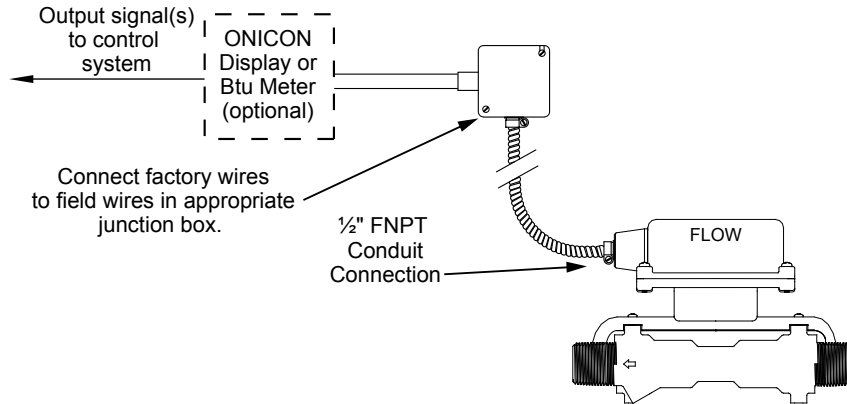 Output signal(s)
to control
system
ONICON
Display or
Btu Meter
(optional)
Connect factory wires
to field wires in appropriate
junction box.
½" FNPT
Conduit
Connection
FLOW